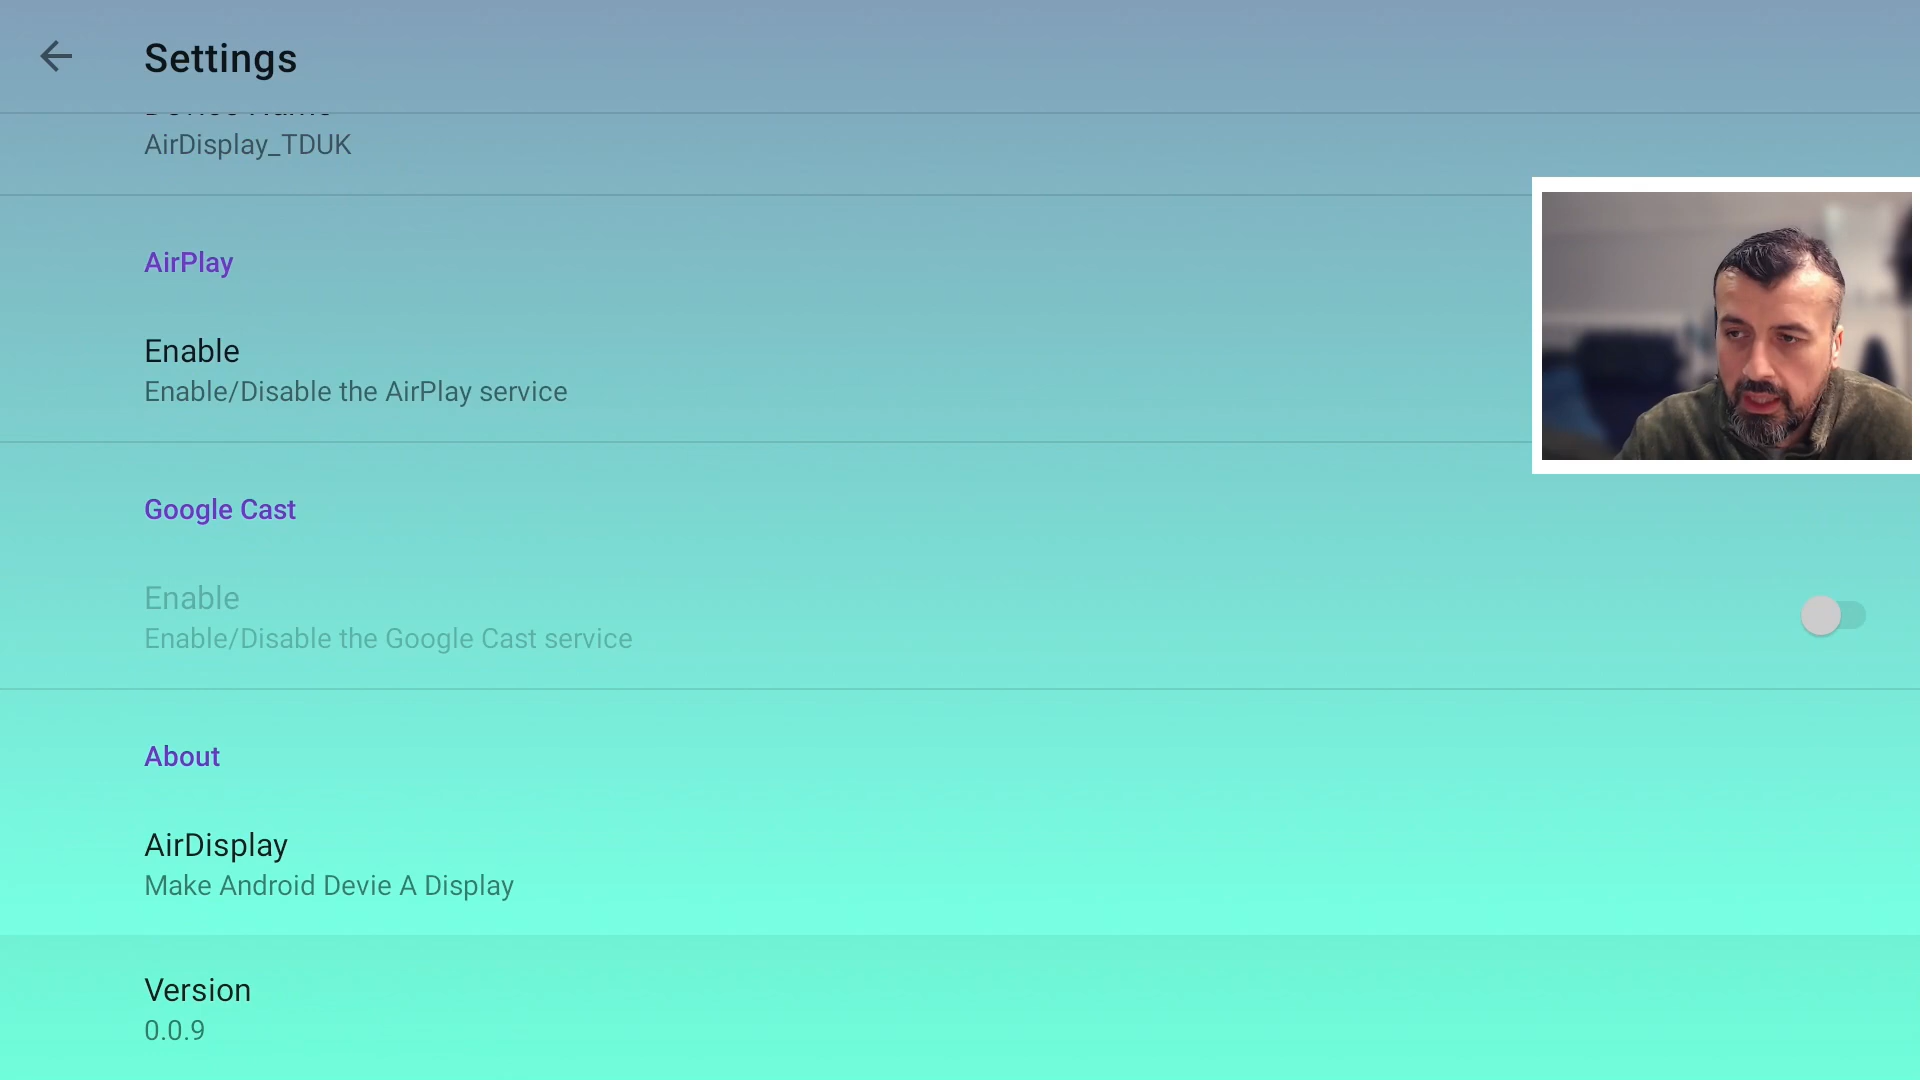 Settings
AirDisplay_TDUK
AirPlay
Enable
Enable/Disable the AirPlay service
Google Cast
Enable
Enable/Disable the Google Cast service
About
AirDisplay
Make Android Devie A Display
Version
0.0.9